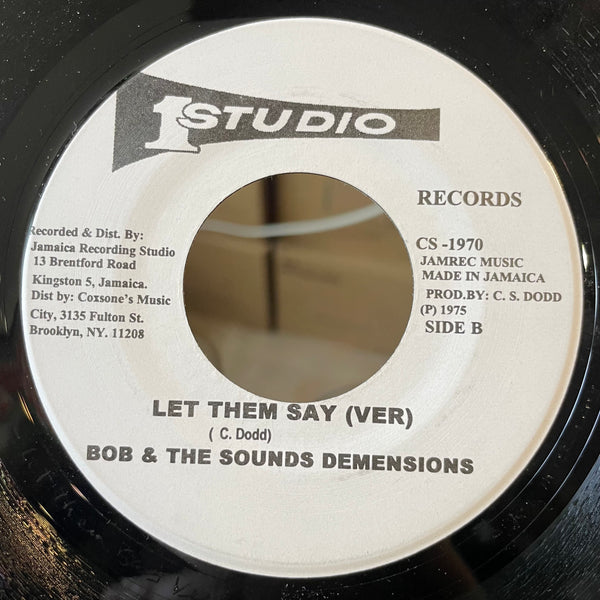 1 STUDIO
RECORDS
Recorded & Dist. By:
Jamaica Recording Studio
13 Brentford Road
Kingston 5, Jamaica.
Dist by: Coxsone's Music
City, 3135 Fulton St.
Brooklyn, NY. 11208
CS -1970
JAMREC MUSIC
MADE IN JAMAICA
PROD.BY: C. S. DODD
(P) 1975
SIDE B
LET THEM SAY (VER)
( C. Dodd)
BOB & THE SOUNDS DEMENSIONS